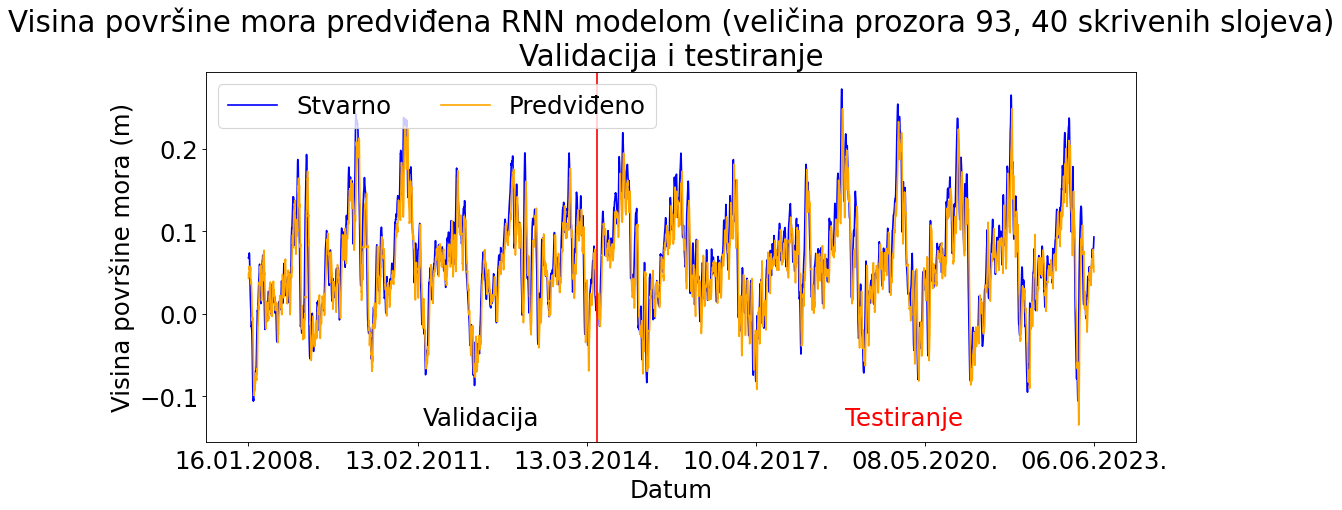 Visina površine mora predviđena RNN modelom (veličina prozora 93, 40 skrivenih slojeva)
Validacija i testiranje
Stvarno
Predviđeno
Visina površine mora (m)
0.2
0.1
0.0
−0.1
Validacija
Testiranje
16.01.2008.
13.02.2011.
13.03.2014.
10.04.2017.
08.05.2020.
06.06.2023.
Datum